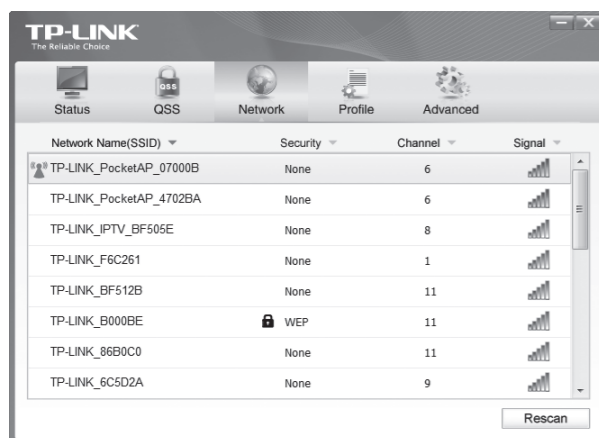 TP-LINK
The Reliable Choice
Status QSS Network Profile Advanced
Network Name(SSID) Security Channel Signal
TP-LINK_PocketAP_07000B None 6
TP-LINK_PocketAP_4702BA None 6
TP-LINK_IPTV_BF505E None 8
TP-LINK_F6C261 None 1
TP-LINK_BF512B None 11
TP-LINK_B000BE WEP 11
TP-LINK_86B0C0 None 11
TP-LINK_6C5D2A None 9
Rescan